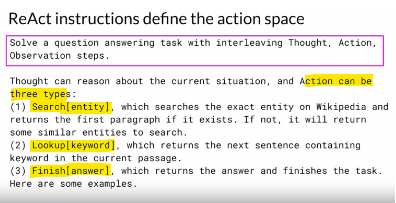 ReAct instructions define the action space
Solve a question answering task with interleaving Thought, Action,
Observation steps.
Thought can reason about the current situation, and Action can be
three types:
(1) Search[entity], which searches the exact entity on Wikipedia and
returns the first paragraph if it exists. If not, it will return
some similar entities to search.
(2) Lookup[keyword], which returns the next sentence containing
keyword in the current passage.
(3) Finish[answer], which returns the answer and finishes the task.
Here are some examples.